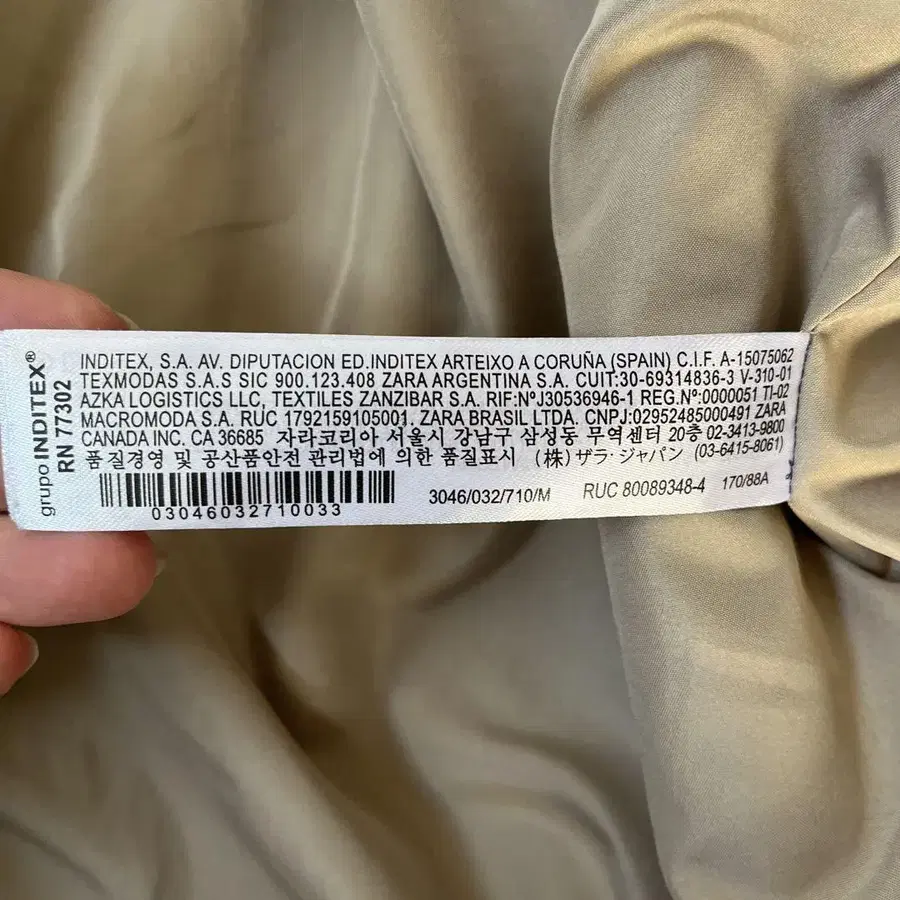 grupo INDITEX®
RN 77302
INDITEX, S.A. AV. DIPUTACION ED.INDITEX ARTEIXO A CORUÑA (SPAIN) C.I.F. A-15075062
TEXMODAS S.A.S SIC 900.123.408 ZARA ARGENTINA S.A. CUIT:30-69314836-3 V-310-01
AZKA LOGISTICS LLC, TEXTILES ZANZIBAR S.A. RIF:NºJ30536946-1 REG.Nº:0000051 TI-02
MACROMODA S.A. RUC 1792159105001. ZARA BRASIL LTDA. CNPJ:02952485000491 ZARA
CANADA INC. CA 36685 자라코리아 서울시 강남구 삼성동 무역센터 20층 02-3413-9800
품질경영 및 공산품안전 관리법에 의한 품질표시 (株) ザラ・ジャパン (03-6415-8061)
03046032710033
3046/032/710/M RUC 80089348-4 170/88A